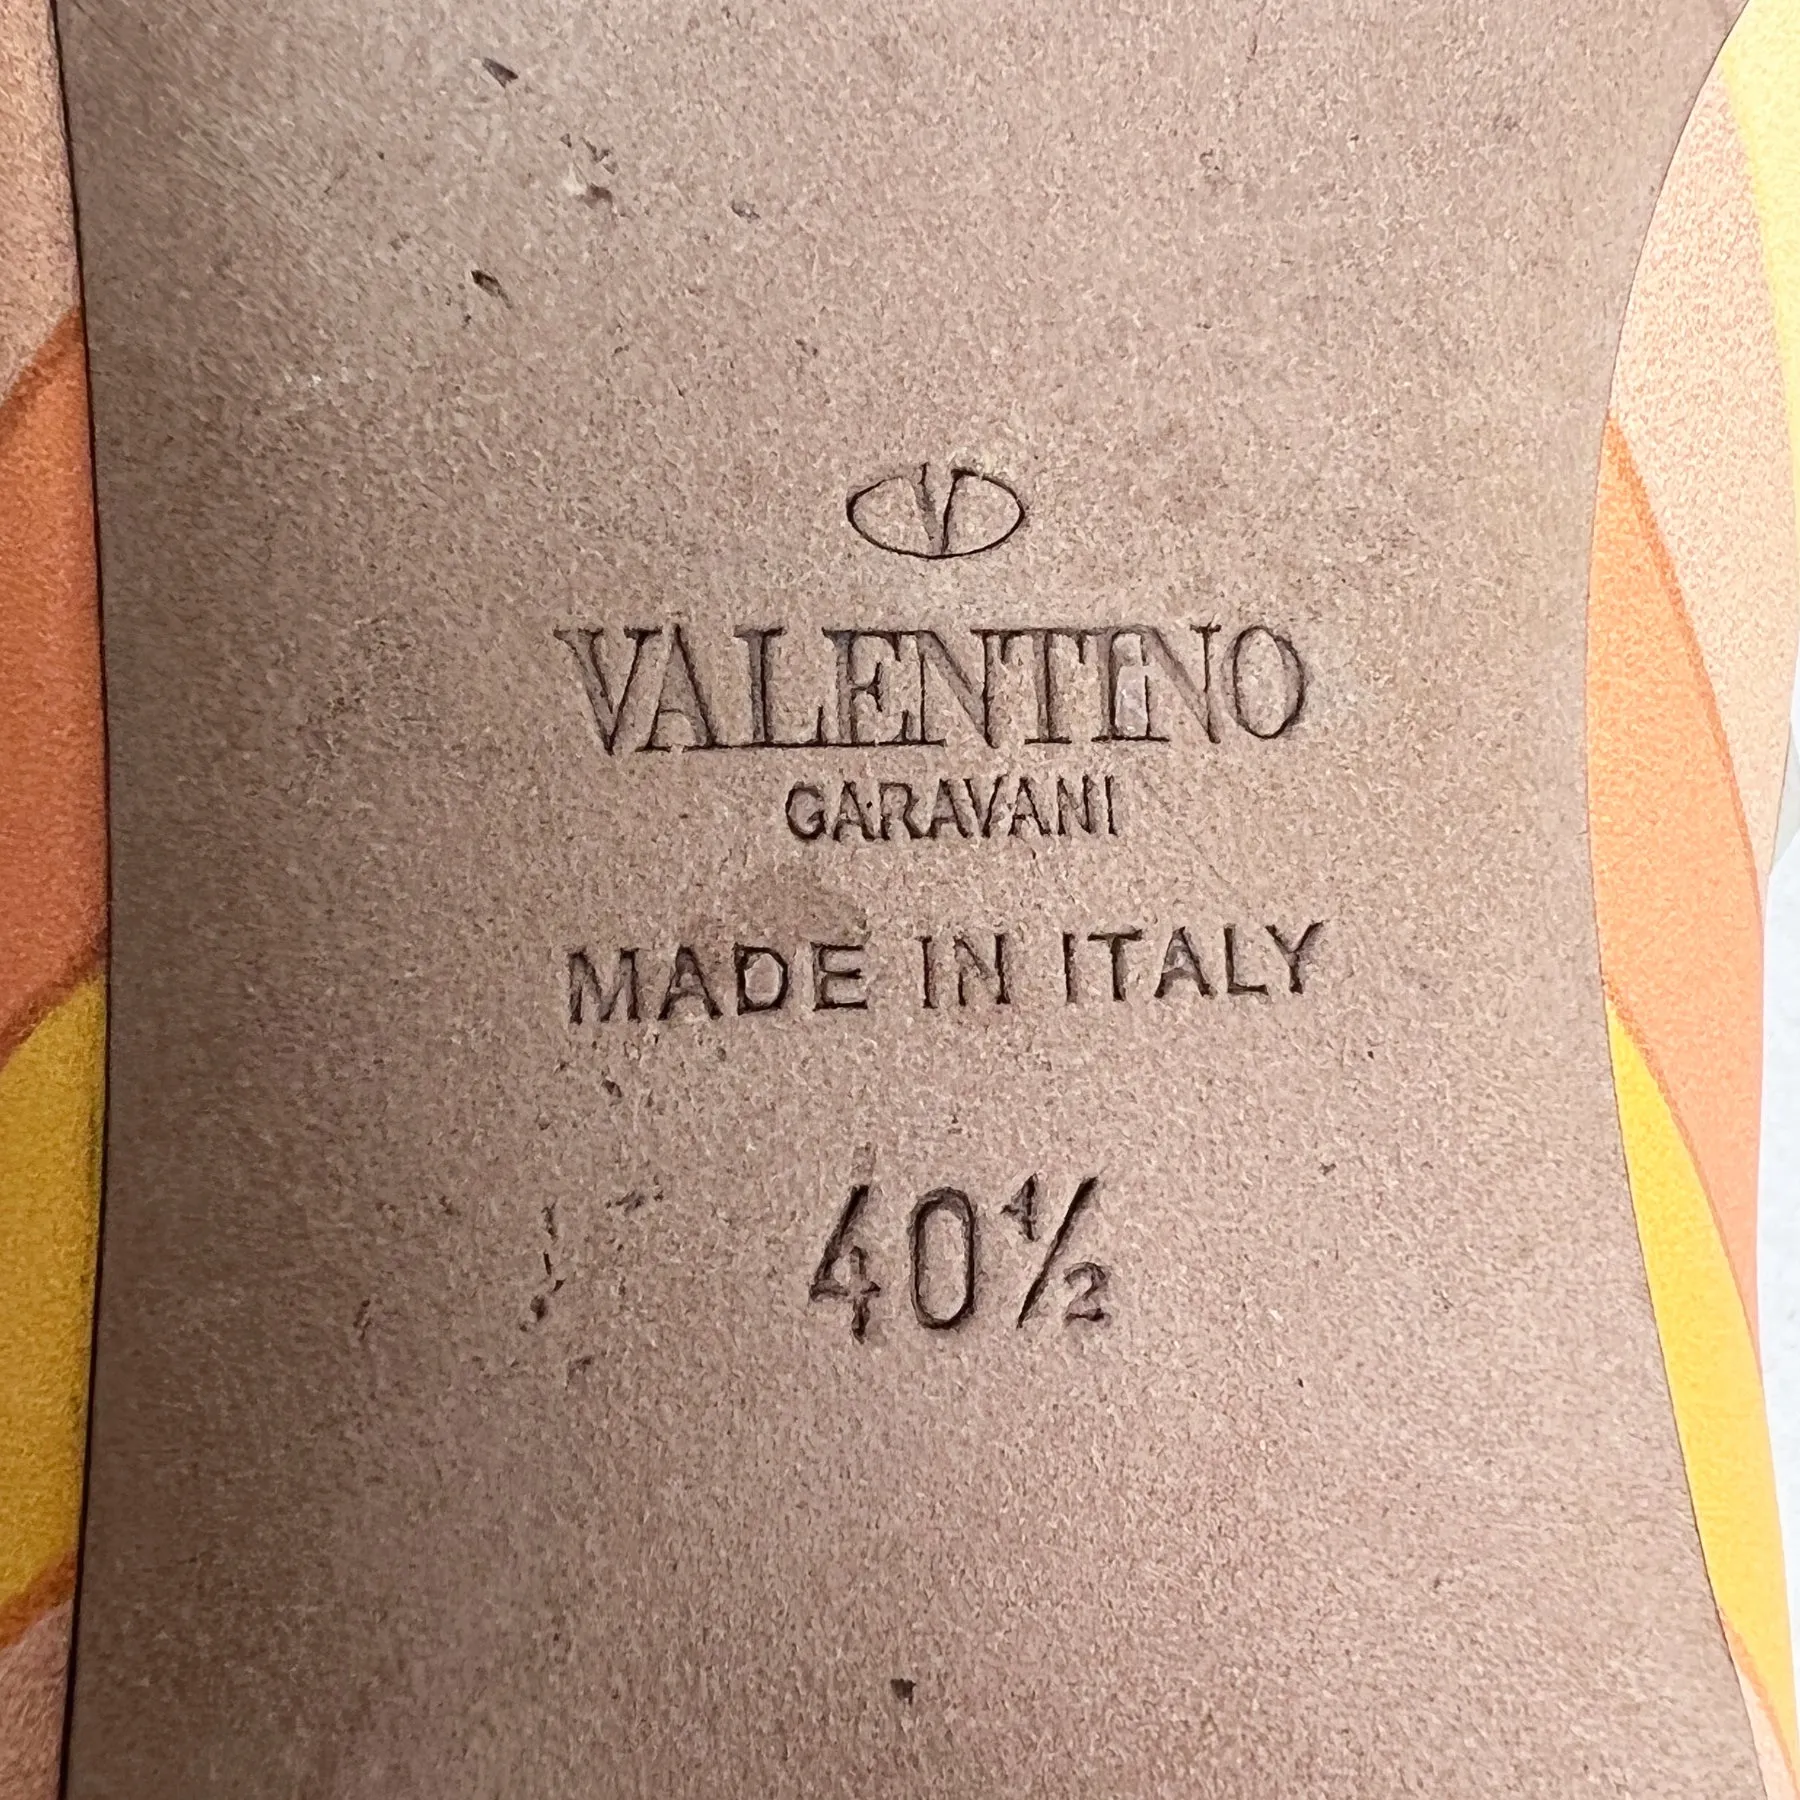 V
VALENTINO
GARAVANI
MADE IN ITALY
40½